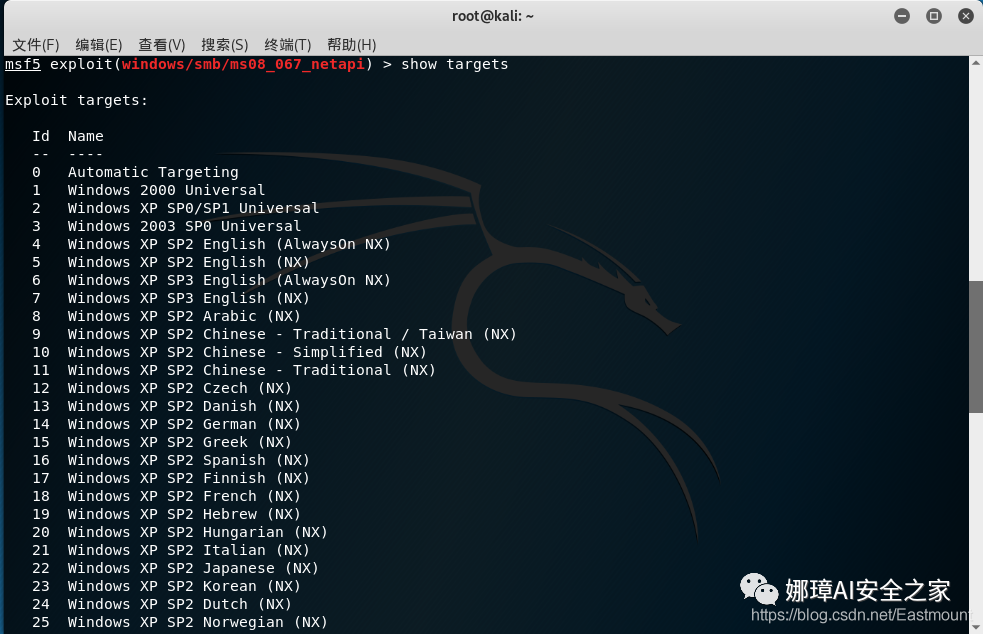 root@kali: ~
文件(F) 编辑(E) 查看(V) 搜索(S) 终端(T) 帮助(H)
msf5 exploit(windows/smb/ms08_067_netapi) > show targets
Exploit targets:
Id  Name
--  ----
0   Automatic Targeting
1   Windows 2000 Universal
2   Windows XP SP0/SP1 Universal
3   Windows 2003 SP0 Universal
4   Windows XP SP2 English (AlwaysOn NX)
5   Windows XP SP2 English (NX)
6   Windows XP SP3 English (AlwaysOn NX)
7   Windows XP SP3 English (NX)
8   Windows XP SP2 Arabic (NX)
9   Windows XP SP2 Chinese - Traditional / Taiwan (NX)
10  Windows XP SP2 Chinese - Simplified (NX)
11  Windows XP SP2 Chinese - Traditional (NX)
12  Windows XP SP2 Czech (NX)
13  Windows XP SP2 Danish (NX)
14  Windows XP SP2 German (NX)
15  Windows XP SP2 Greek (NX)
16  Windows XP SP2 Spanish (NX)
17  Windows XP SP2 Finnish (NX)
18  Windows XP SP2 French (NX)
19  Windows XP SP2 Hebrew (NX)
20  Windows XP SP2 Hungarian (NX)
21  Windows XP SP2 Italian (NX)
22  Windows XP SP2 Japanese (NX)
23  Windows XP SP2 Korean (NX)
24  Windows XP SP2 Dutch (NX)
25  Windows XP SP2 Norwegian (NX)
娜璋AI安全之家
https://blog.csdn.net/Eastmount